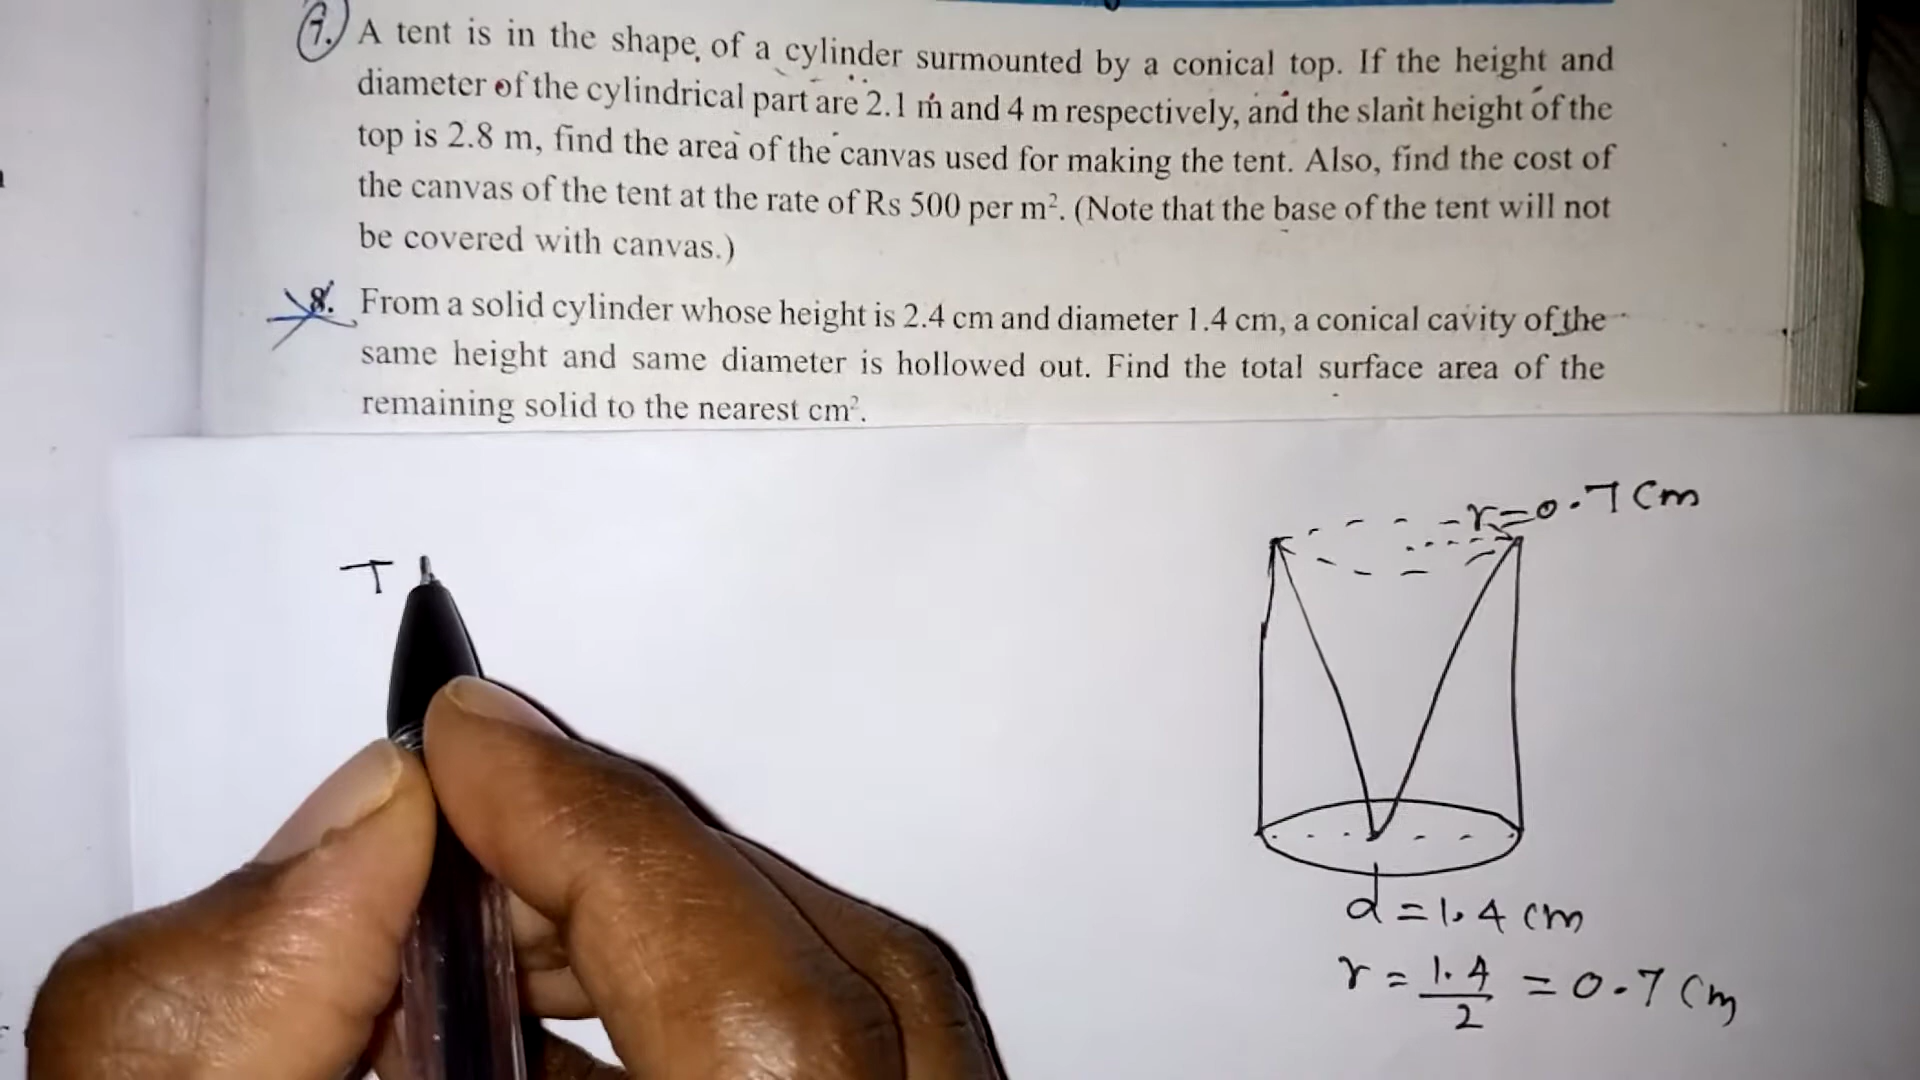 7. A tent is in the shape of a cylinder surmounted by a conical top. If the height and
diameter of the cylindrical part are 2.1 m and 4 m respectively, and the slant height of the
top is 2.8 m, find the area of the canvas used for making the tent. Also, find the cost of
the canvas of the tent at the rate of Rs 500 per m². (Note that the base of the tent will not
be covered with canvas.)
8. From a solid cylinder whose height is 2.4 cm and diameter 1.4 cm, a conical cavity of the
same height and same diameter is hollowed out. Find the total surface area of the
remaining solid to the nearest cm².
r=0.7 cm
T
d=1.4 cm
r = 1.4/2 = 0.7 cm